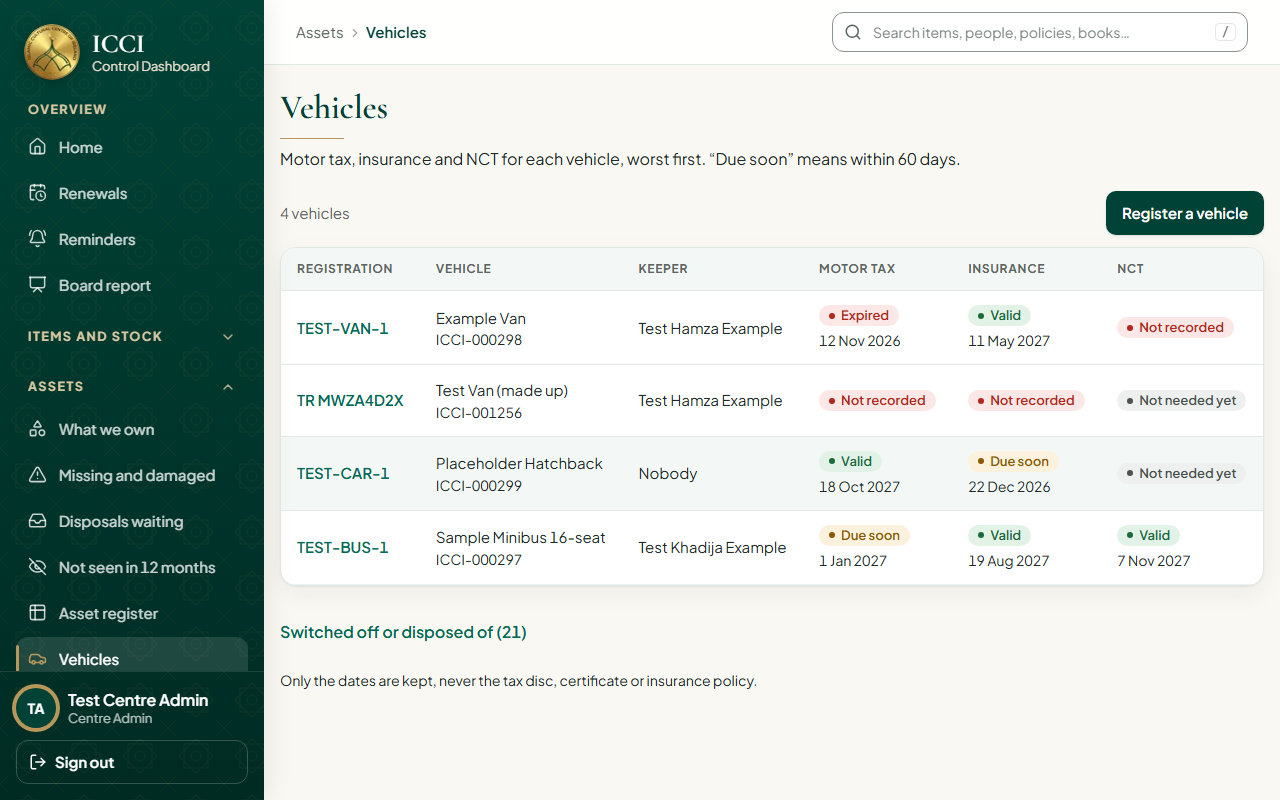 ICCI
Control Dashboard
OVERVIEW
Home
Renewals
Reminders
Board report
ITEMS AND STOCK
ASSETS
What we own
Missing and damaged
Disposals waiting
Not seen in 12 months
Asset register
Vehicles
TA
Test Centre Admin
Centre Admin
Sign out
Assets > Vehicles
Search items, people, policies, books…
/
Vehicles
Motor tax, insurance and NCT for each vehicle, worst first. “Due soon” means within 60 days.
4 vehicles
Register a vehicle
REGISTRATION VEHICLE KEEPER MOTOR TAX INSURANCE NCT
TEST-VAN-1
Example Van
ICCI-000298
Test Hamza Example
Expired
12 Nov 2026
Valid
11 May 2027
Not recorded
TR MWZA4D2X
Test Van (made up)
ICCI-001256
Test Hamza Example
Not recorded
Not recorded
Not needed yet
TEST-CAR-1
Placeholder Hatchback
ICCI-000299
Nobody
Valid
18 Oct 2027
Due soon
22 Dec 2026
Not needed yet
TEST-BUS-1
Sample Minibus 16-seat
ICCI-000297
Test Khadija Example
Due soon
1 Jan 2027
Valid
19 Aug 2027
Valid
7 Nov 2027
Switched off or disposed of (21)
Only the dates are kept, never the tax disc, certificate or insurance policy.